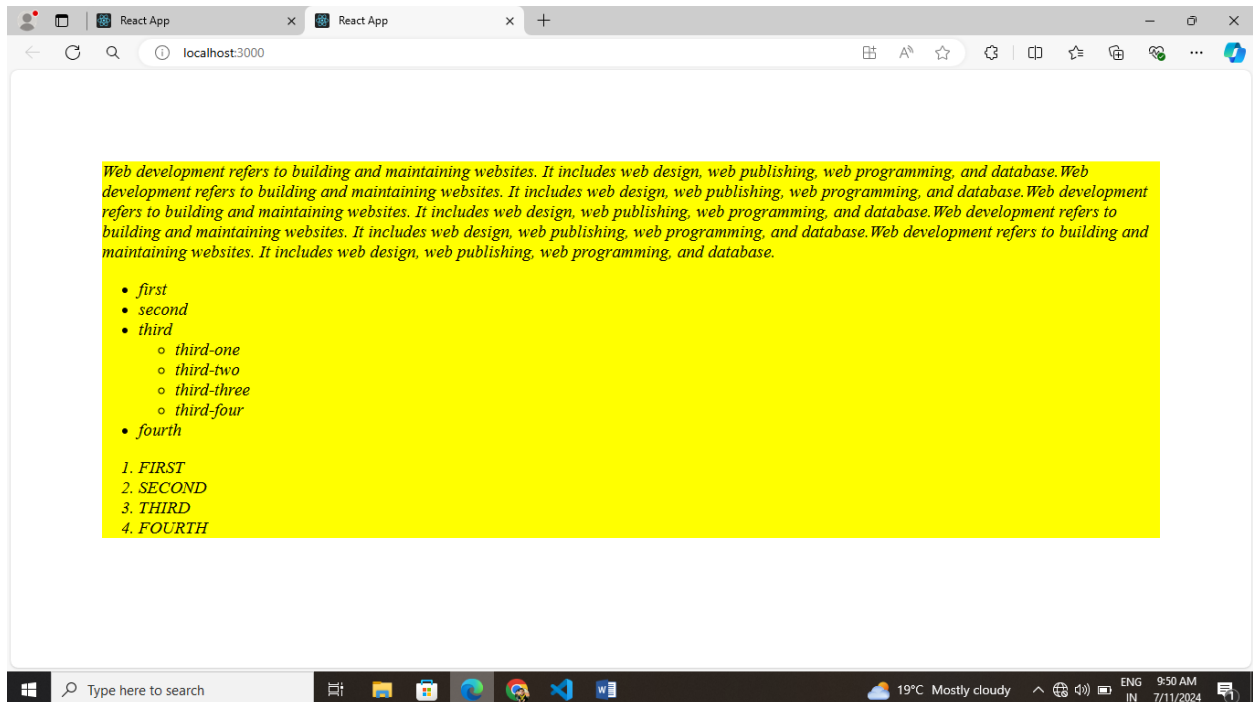 React App
React App
localhost:3000
Web development refers to building and maintaining websites. It includes web design, web publishing, web programming, and database.Web
development refers to building and maintaining websites. It includes web design, web publishing, web programming, and database.Web development
refers to building and maintaining websites. It includes web design, web publishing, web programming, and database.Web development refers to
building and maintaining websites. It includes web design, web publishing, web programming, and database.Web development refers to building and
maintaining websites. It includes web design, web publishing, web programming, and database.
• first
• second
• third
◦ third-one
◦ third-two
◦ third-three
◦ third-four
• fourth
1. FIRST
2. SECOND
3. THIRD
4. FOURTH
Type here to search
19°C Mostly cloudy
ENG
IN
9:50 AM
7/11/2024
1